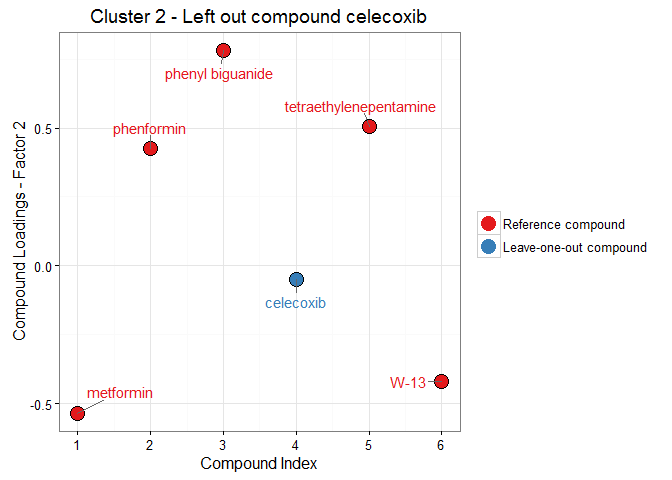 Cluster 2 - Left out compound celecoxib
phenyl biguanide
tetraethylenepentamine
phenformin
celecoxib
metformin
W-13
0.5
0.0
-0.5
Compound Loadings - Factor 2
1 2 3 4 5 6
Compound Index
Reference compound
Leave-one-out compound